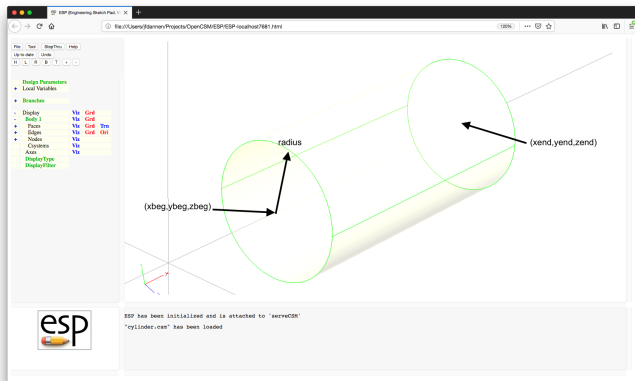 ESP (Engineering Sketch Pad, V
file:///Users/jfdannen/Projects/OpenCSM/ESP/ESP-localhost7681.html
120%
File Tool StepThru Help
Up to date Undo
H L R B T + -
Design Parameters
+ Local Variables
+ Branches
- Display Viz Grd
- Body 1 Viz Grd
+ Faces Viz Grd Trn
+ Edges Viz Grd Ori
+ Nodes Viz
Csystems Viz
Axes Viz
DisplayType
DisplayFilter
radius
(xend,yend,zend)
(xbeg,ybeg,zbeg)
esp
ESP has been initialized and is attached to 'serveCSM'
"cylinder.csm" has been loaded